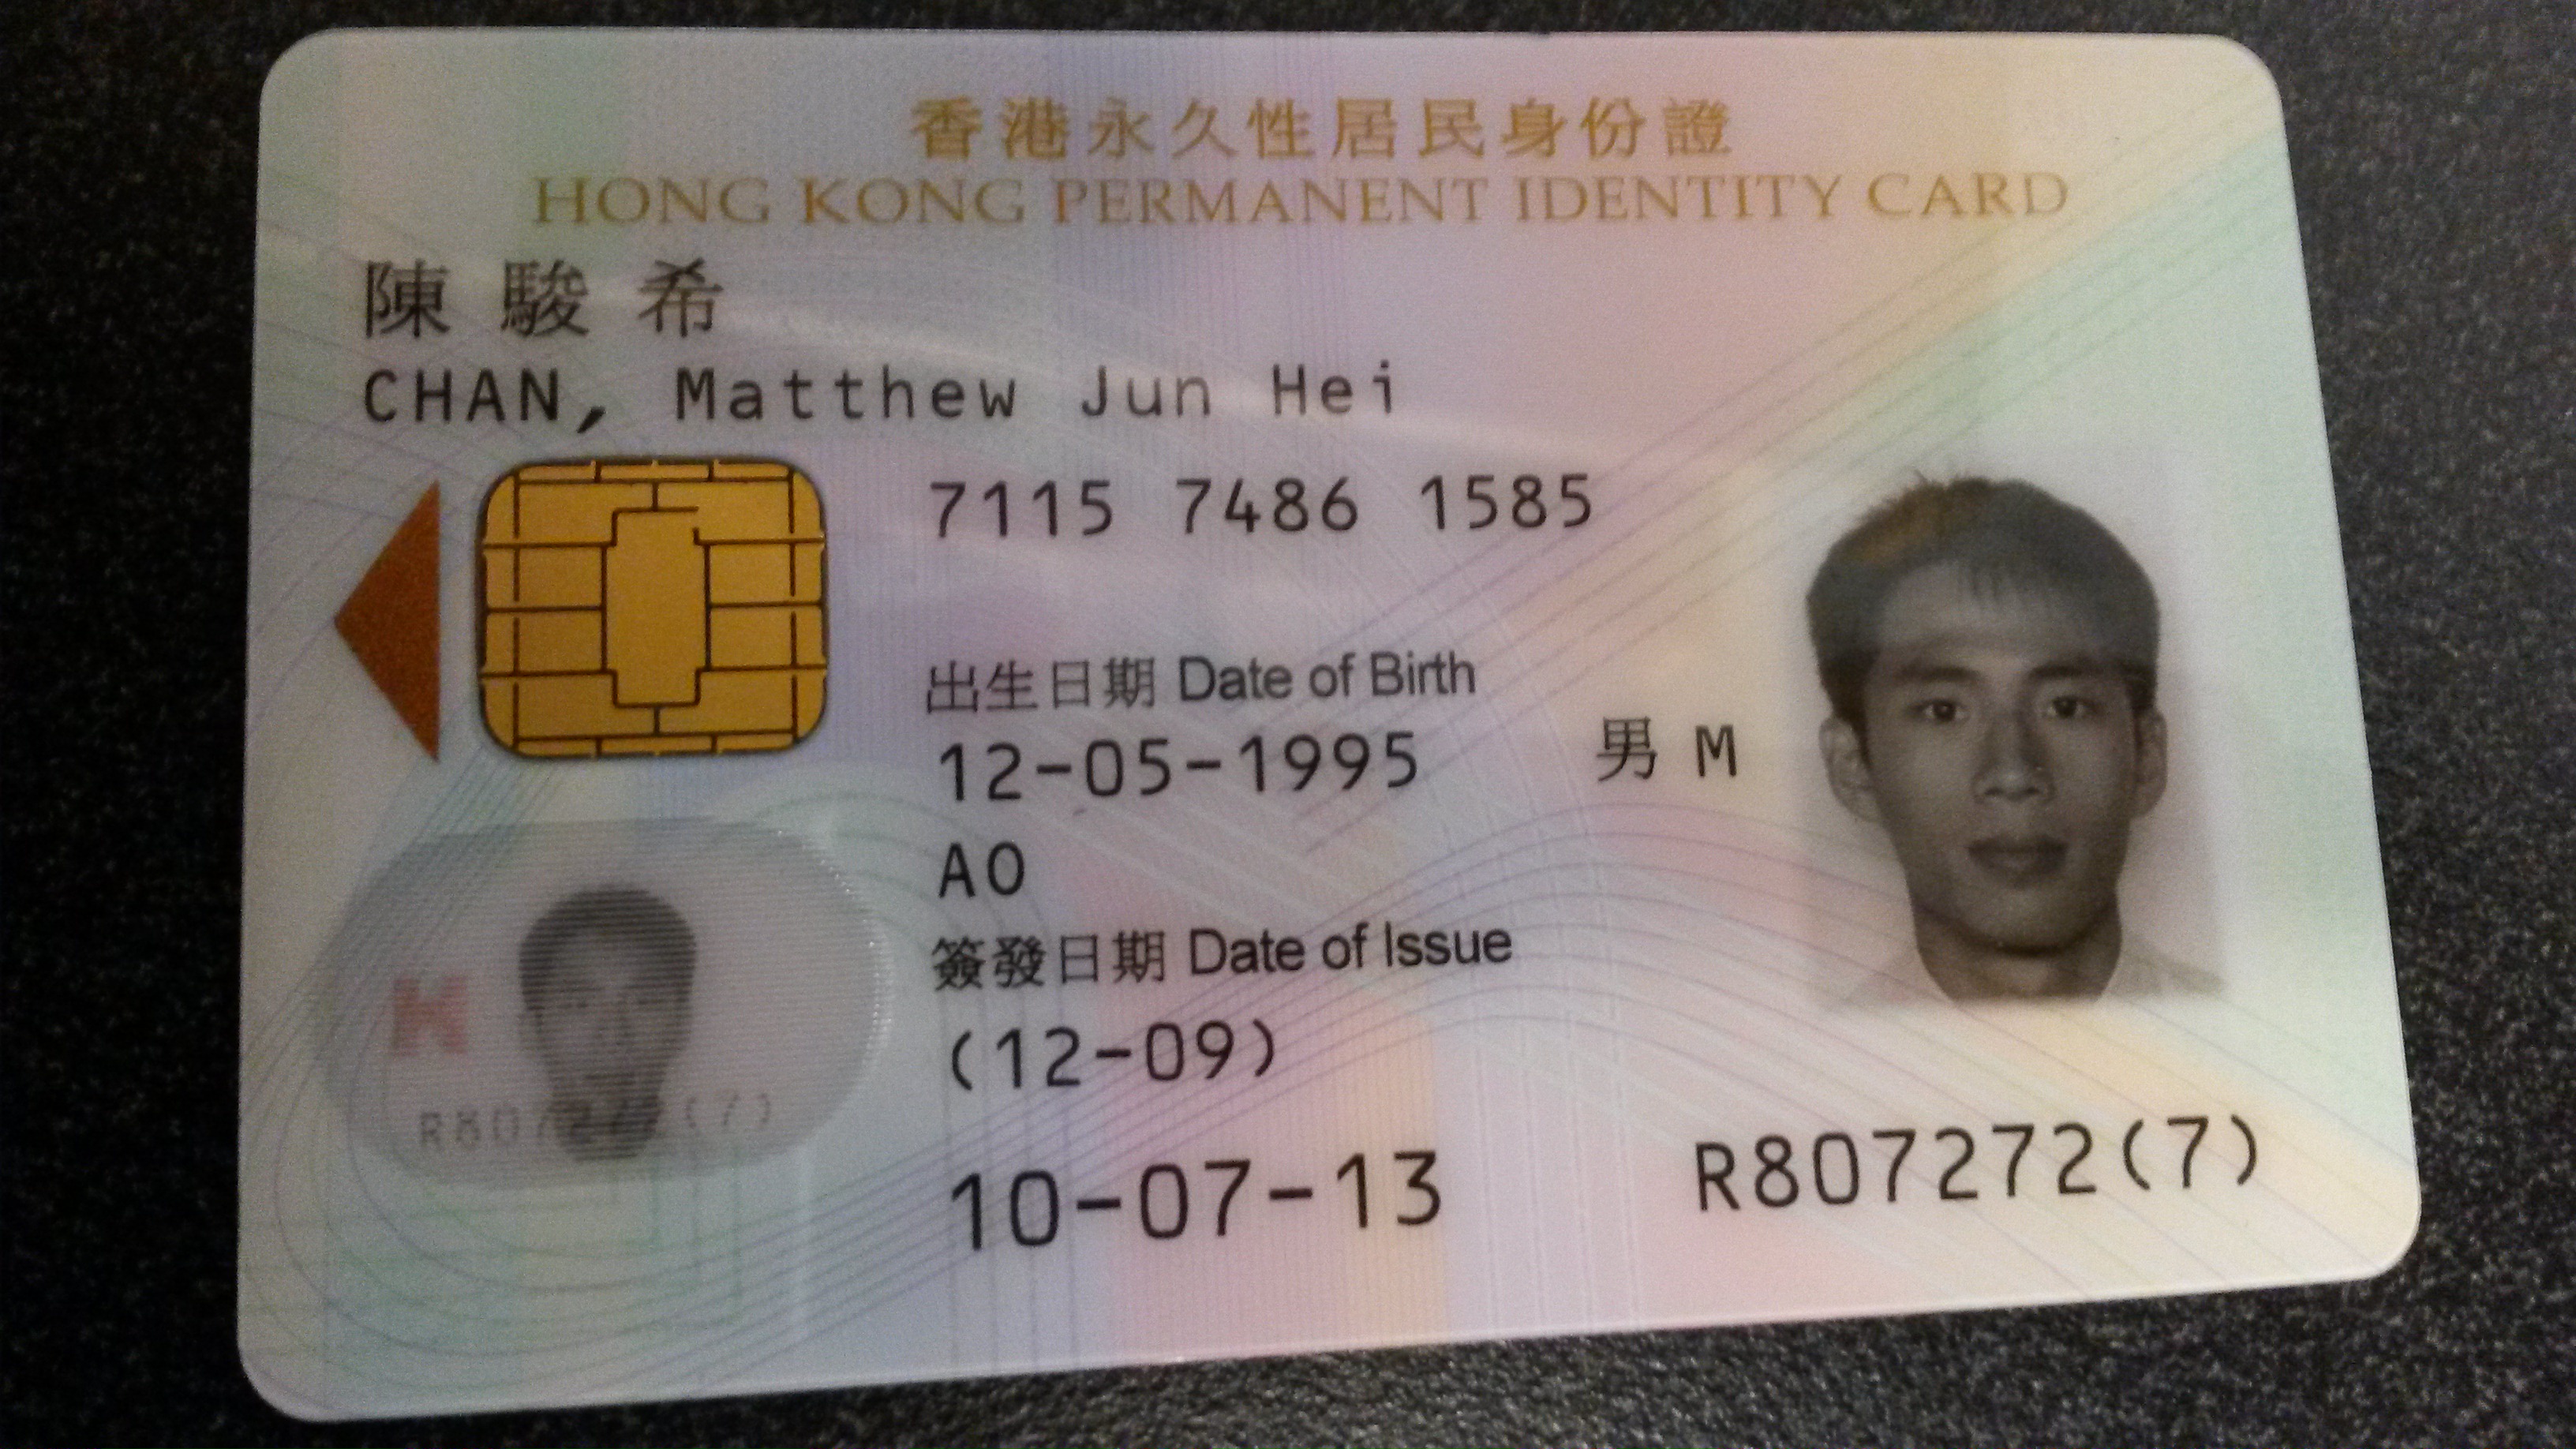 香港永久性居民身份證
HONG KONG PERMANENT IDENTITY CARD
陳駿希
CHAN, Matthew Jun Hei
7115 7486 1585
出生日期 Date of Birth
12-05-1995 男 M
AO
簽發日期 Date of Issue
(12-09)
10-07-13
R807272(7)
R807272(7)